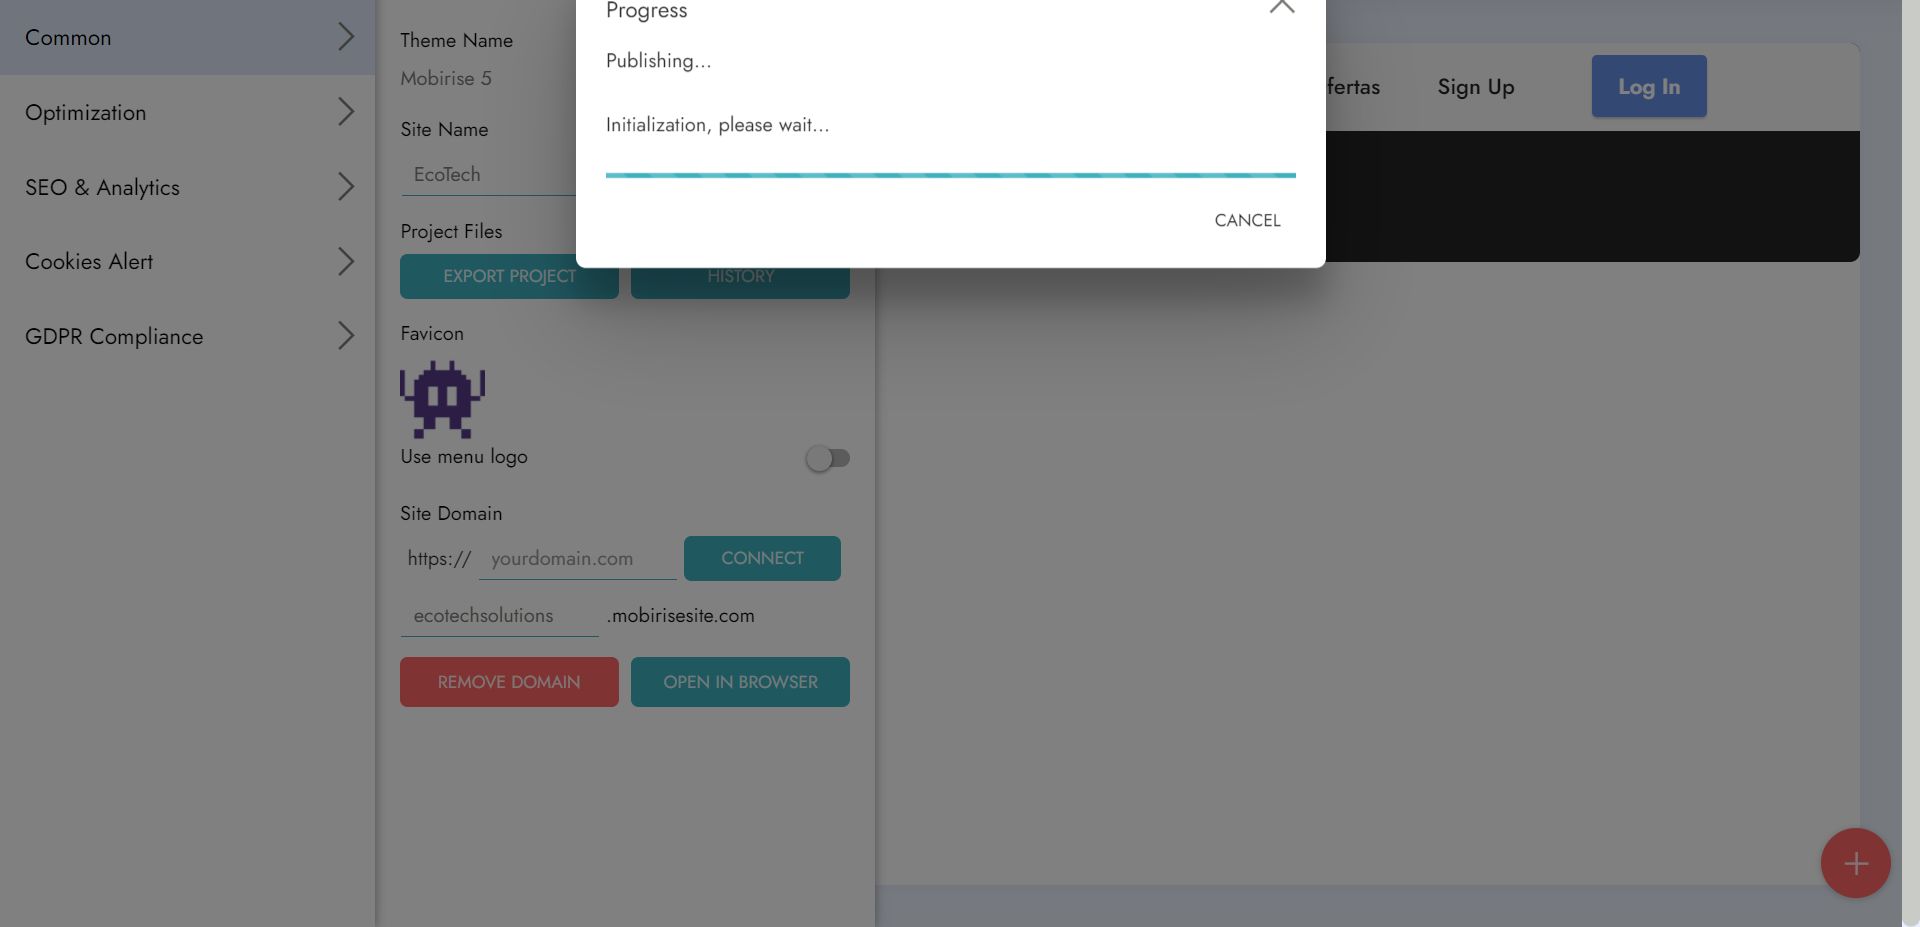 Common
Optimization
SEO & Analytics
Cookies Alert
GDPR Compliance
Theme Name
Mobirise 5
Site Name
EcoTech
Project Files
EXPORT PROJECT
HISTORY
Favicon
Use menu logo
Site Domain
https://
yourdomain.com
CONNECT
ecotechsolutions
.mobirisesite.com
REMOVE DOMAIN
OPEN IN BROWSER
Progress
Publishing...
Initialization, please wait...
CANCEL
fertas
Sign Up
Log In